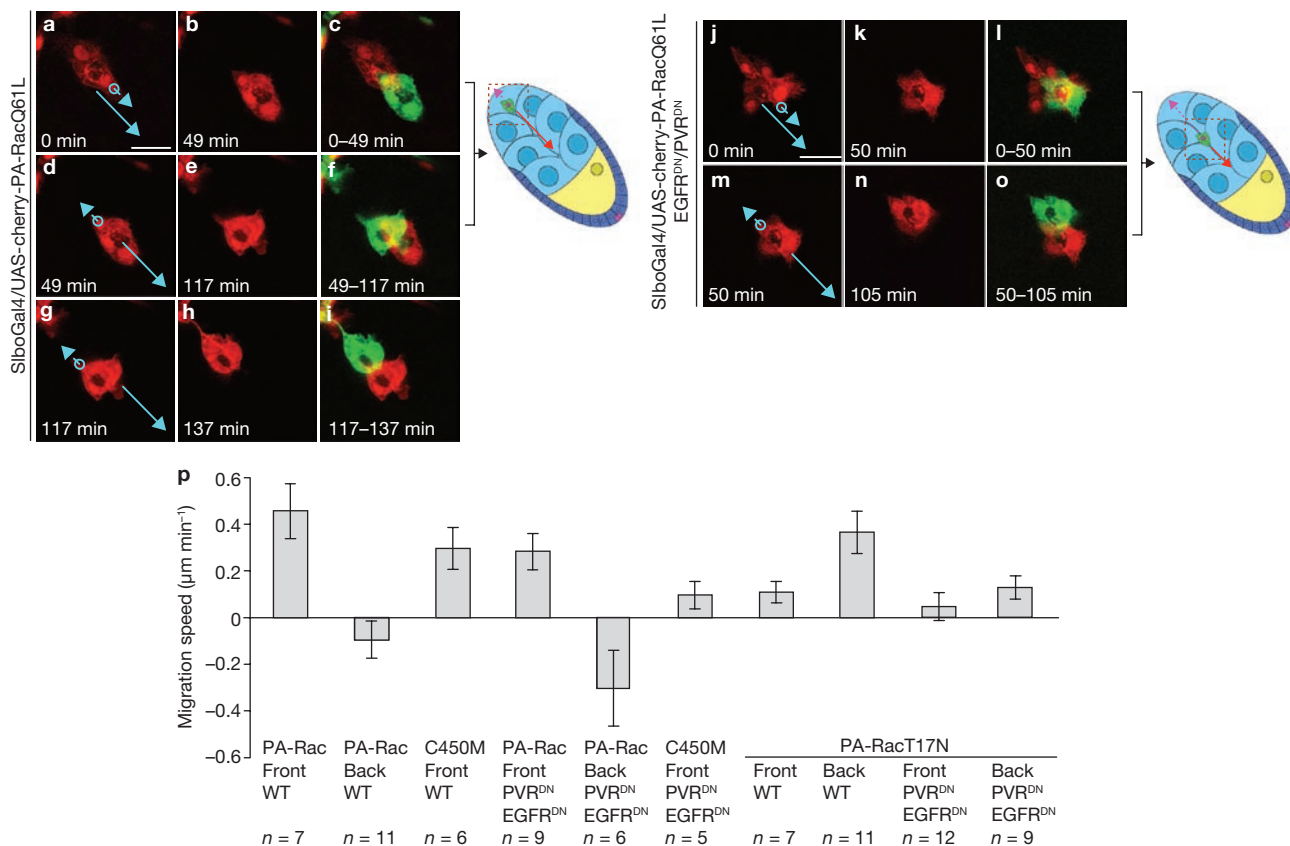 SlboGal4/UAS-cherry-PA-RacQ61L
a
0 min
b
49 min
c
0–49 min
d
49 min
e
117 min
f
49–117 min
g
117 min
h
137 min
i
117–137 min
SlboGal4/UAS-cherry-PA-RacQ61L
EGFRᴰᴺ/PVRᴰᴺ
j
0 min
k
50 min
l
0–50 min
m
50 min
n
105 min
o
50–105 min
p
Migration speed (µm min⁻¹)
0.6
0.4
0.2
0
–0.2
–0.4
–0.6
PA-Rac PA-Rac C450M PA-Rac PA-Rac C450M PA-RacT17N
Front Back Front Front Back Front Front Back Front Back
WT WT WT PVRᴰᴺ PVRᴰᴺ PVRᴰᴺ WT WT PVRᴰᴺ PVRᴰᴺ
EGFRᴰᴺ EGFRᴰᴺ EGFRᴰᴺ EGFRᴰᴺ EGFRᴰᴺ
n = 7 n = 11 n = 6 n = 9 n = 6 n = 5 n = 7 n = 11 n = 12 n = 9